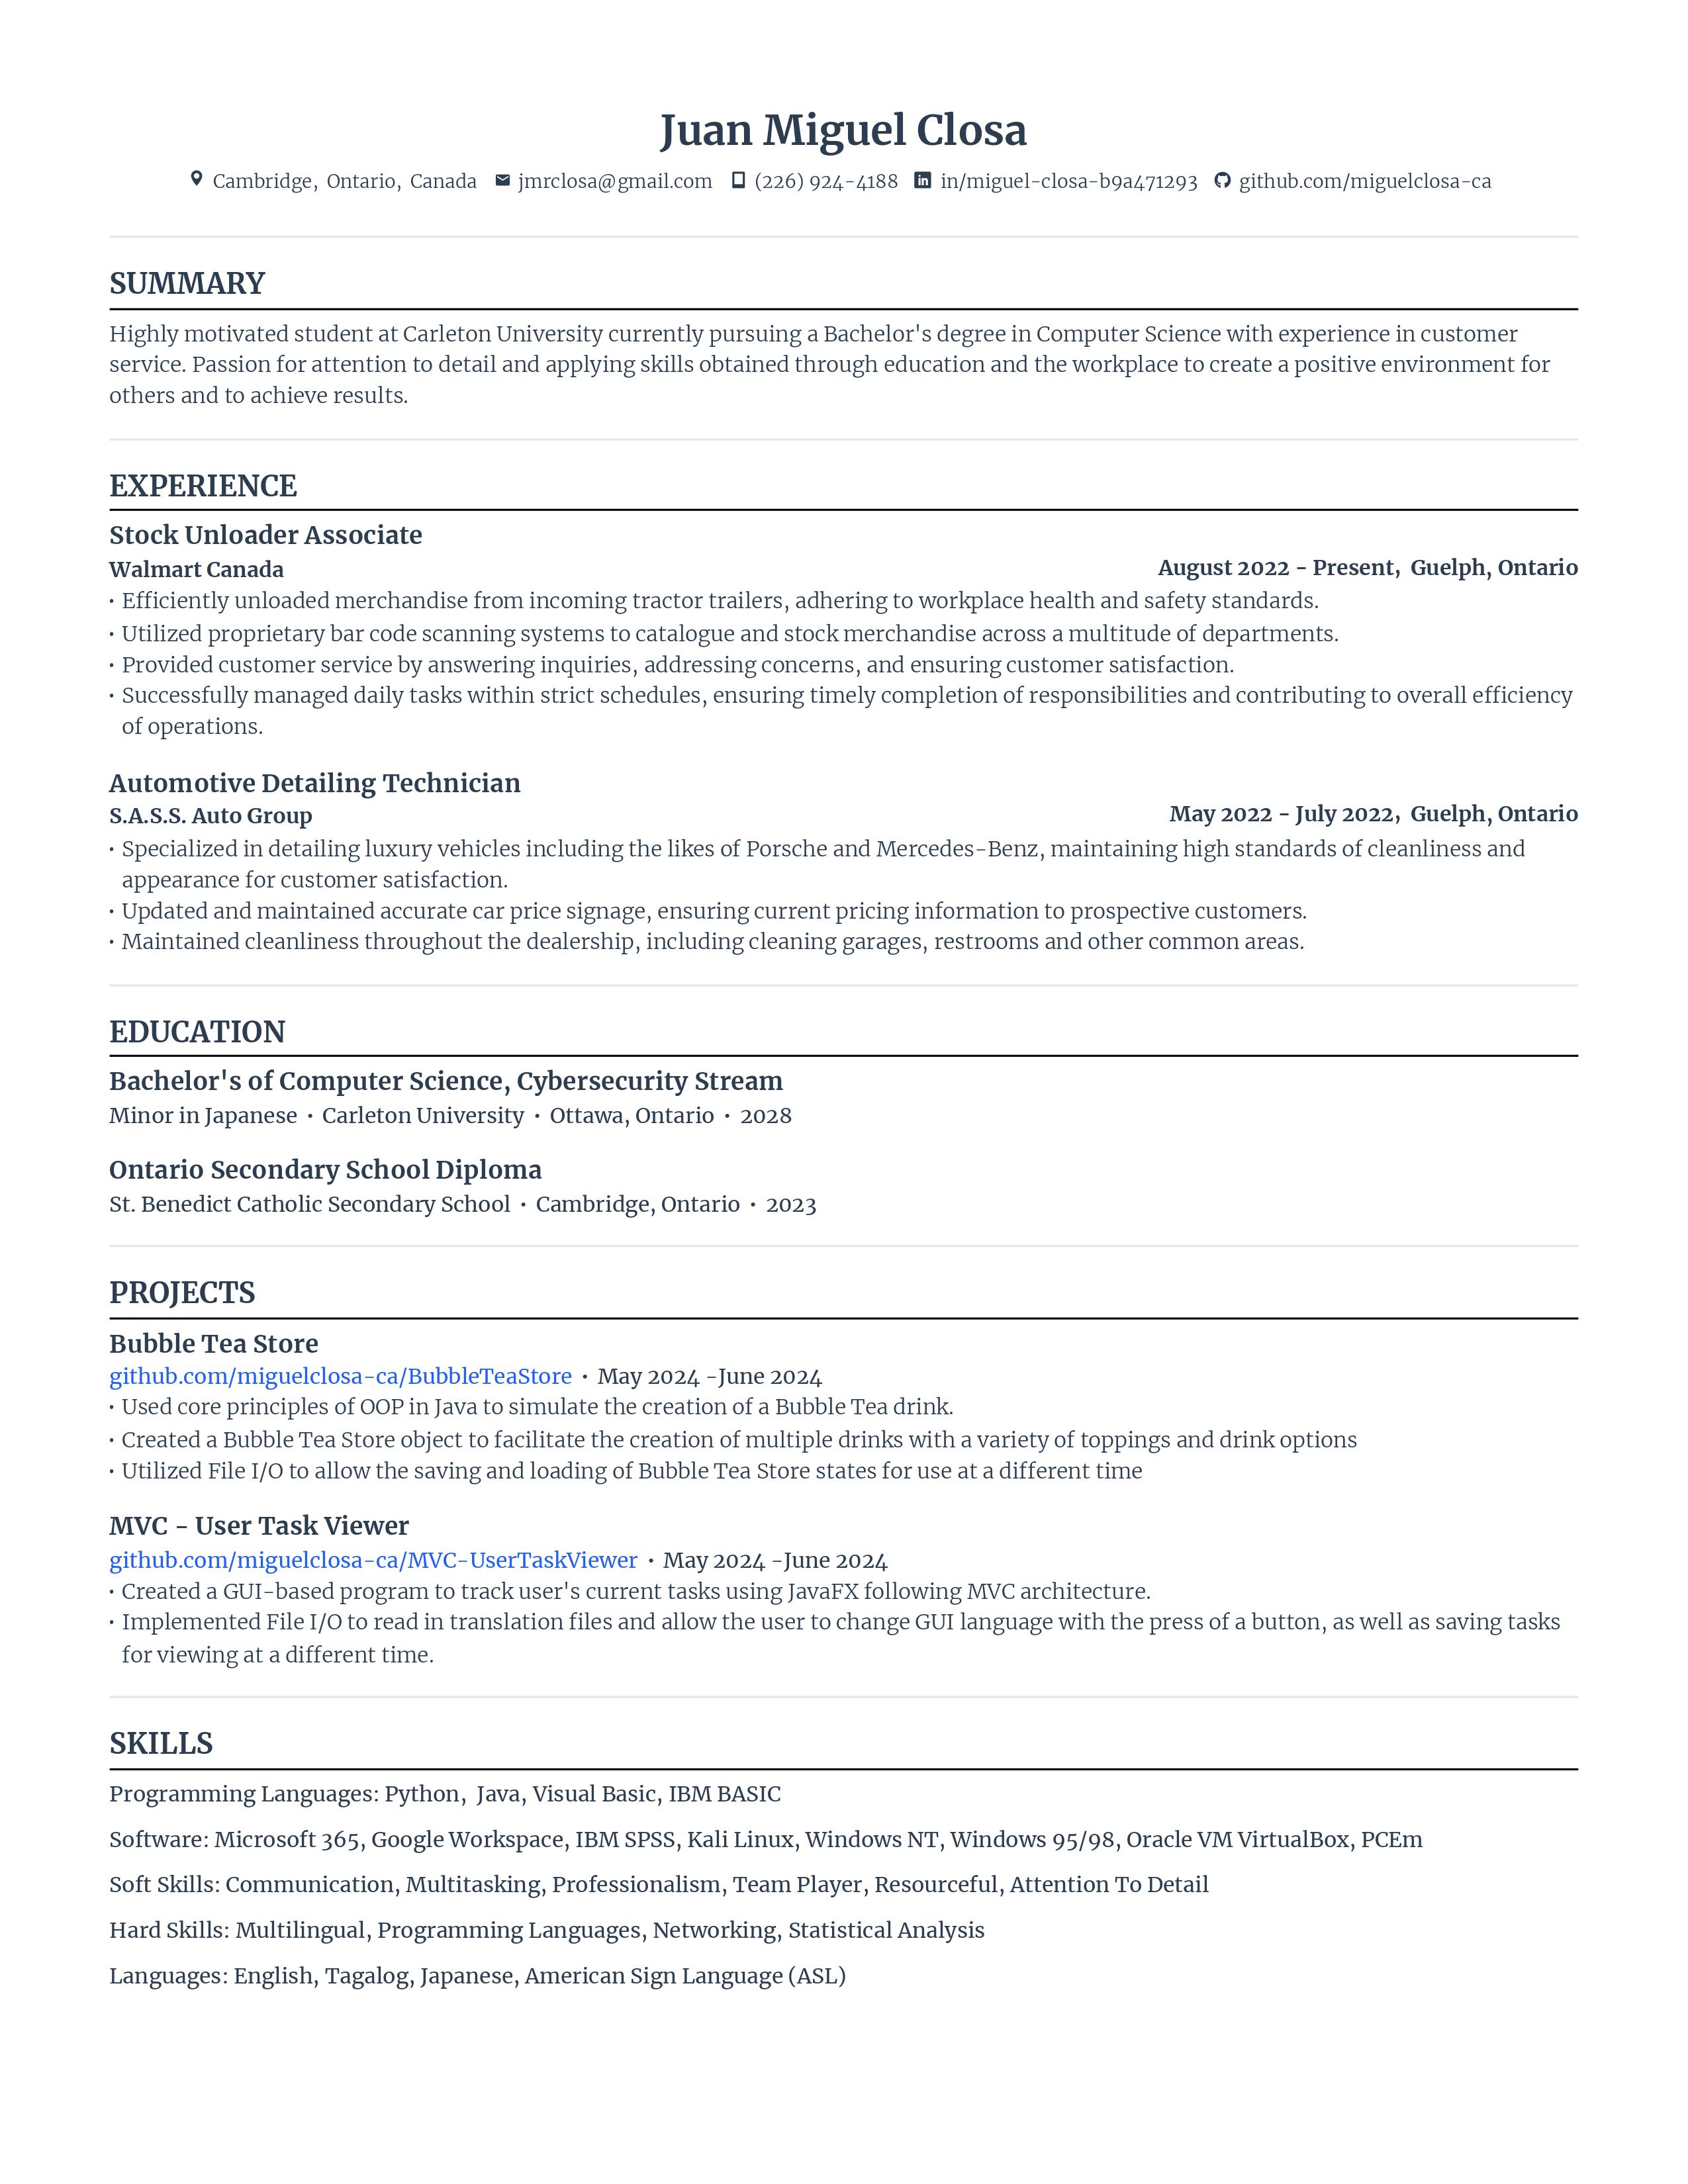 Juan Miguel Closa
Cambridge, Ontario, Canada jmrclosa@gmail.com (226) 924-4188 in/miguel-closa-b9a471293 github.com/miguelclosa-ca
SUMMARY
Highly motivated student at Carleton University currently pursuing a Bachelor's degree in Computer Science with experience in customer
service. Passion for attention to detail and applying skills obtained through education and the workplace to create a positive environment for
others and to achieve results.
EXPERIENCE
Stock Unloader Associate
Walmart Canada August 2022 - Present, Guelph, Ontario
• Efficiently unloaded merchandise from incoming tractor trailers, adhering to workplace health and safety standards.
• Utilized proprietary bar code scanning systems to catalogue and stock merchandise across a multitude of departments.
• Provided customer service by answering inquiries, addressing concerns, and ensuring customer satisfaction.
• Successfully managed daily tasks within strict schedules, ensuring timely completion of responsibilities and contributing to overall efficiency
of operations.
Automotive Detailing Technician
S.A.S.S. Auto Group May 2022 - July 2022, Guelph, Ontario
• Specialized in detailing luxury vehicles including the likes of Porsche and Mercedes-Benz, maintaining high standards of cleanliness and
appearance for customer satisfaction.
• Updated and maintained accurate car price signage, ensuring current pricing information to prospective customers.
• Maintained cleanliness throughout the dealership, including cleaning garages, restrooms and other common areas.
EDUCATION
Bachelor's of Computer Science, Cybersecurity Stream
Minor in Japanese • Carleton University • Ottawa, Ontario • 2028
Ontario Secondary School Diploma
St. Benedict Catholic Secondary School • Cambridge, Ontario • 2023
PROJECTS
Bubble Tea Store
github.com/miguelclosa-ca/BubbleTeaStore • May 2024 -June 2024
• Used core principles of OOP in Java to simulate the creation of a Bubble Tea drink.
• Created a Bubble Tea Store object to facilitate the creation of multiple drinks with a variety of toppings and drink options
• Utilized File I/O to allow the saving and loading of Bubble Tea Store states for use at a different time
MVC - User Task Viewer
github.com/miguelclosa-ca/MVC-UserTaskViewer • May 2024 -June 2024
• Created a GUI-based program to track user's current tasks using JavaFX following MVC architecture.
• Implemented File I/O to read in translation files and allow the user to change GUI language with the press of a button, as well as saving tasks
for viewing at a different time.
SKILLS
Programming Languages: Python, Java, Visual Basic, IBM BASIC
Software: Microsoft 365, Google Workspace, IBM SPSS, Kali Linux, Windows NT, Windows 95/98, Oracle VM VirtualBox, PCEm
Soft Skills: Communication, Multitasking, Professionalism, Team Player, Resourceful, Attention To Detail
Hard Skills: Multilingual, Programming Languages, Networking, Statistical Analysis
Languages: English, Tagalog, Japanese, American Sign Language (ASL)